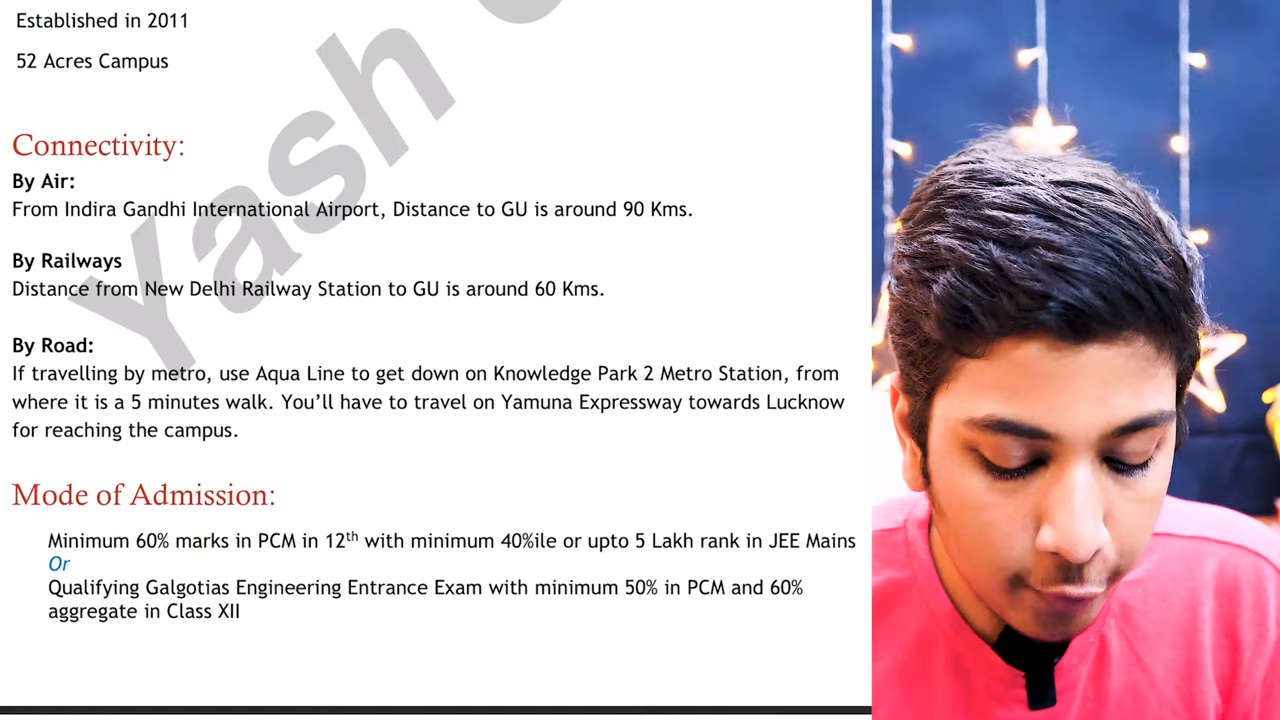 Established in 2011
52 Acres Campus
Connectivity:
By Air:
From Indira Gandhi International Airport, Distance to GU is around 90 Kms.
By Railways
Distance from New Delhi Railway Station to GU is around 60 Kms.
By Road:
If travelling by metro, use Aqua Line to get down on Knowledge Park 2 Metro Station, from
where it is a 5 minutes walk. You’ll have to travel on Yamuna Expressway towards Lucknow
for reaching the campus.
Mode of Admission:
Minimum 60% marks in PCM in 12th with minimum 40%ile or upto 5 Lakh rank in JEE Mains
Or
Qualifying Galgotias Engineering Entrance Exam with minimum 50% in PCM and 60%
aggregate in Class XII
Yash